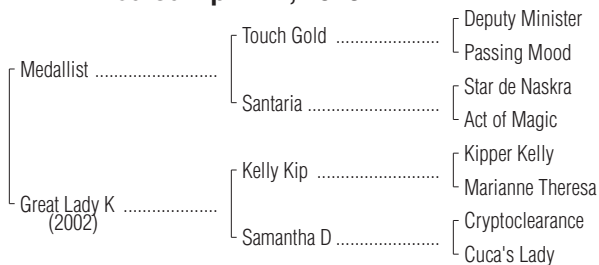 Deputy Minister
Touch Gold ....................
Passing Mood
Medallist .......................
Star de Naskra
Santaria .........................
Act of Magic
Kipper Kelly
Kelly Kip .......................
Marianne Theresa
Great Lady K ..................
(2002)
Cryptoclearance
Samantha D ...................
Cuca's Lady